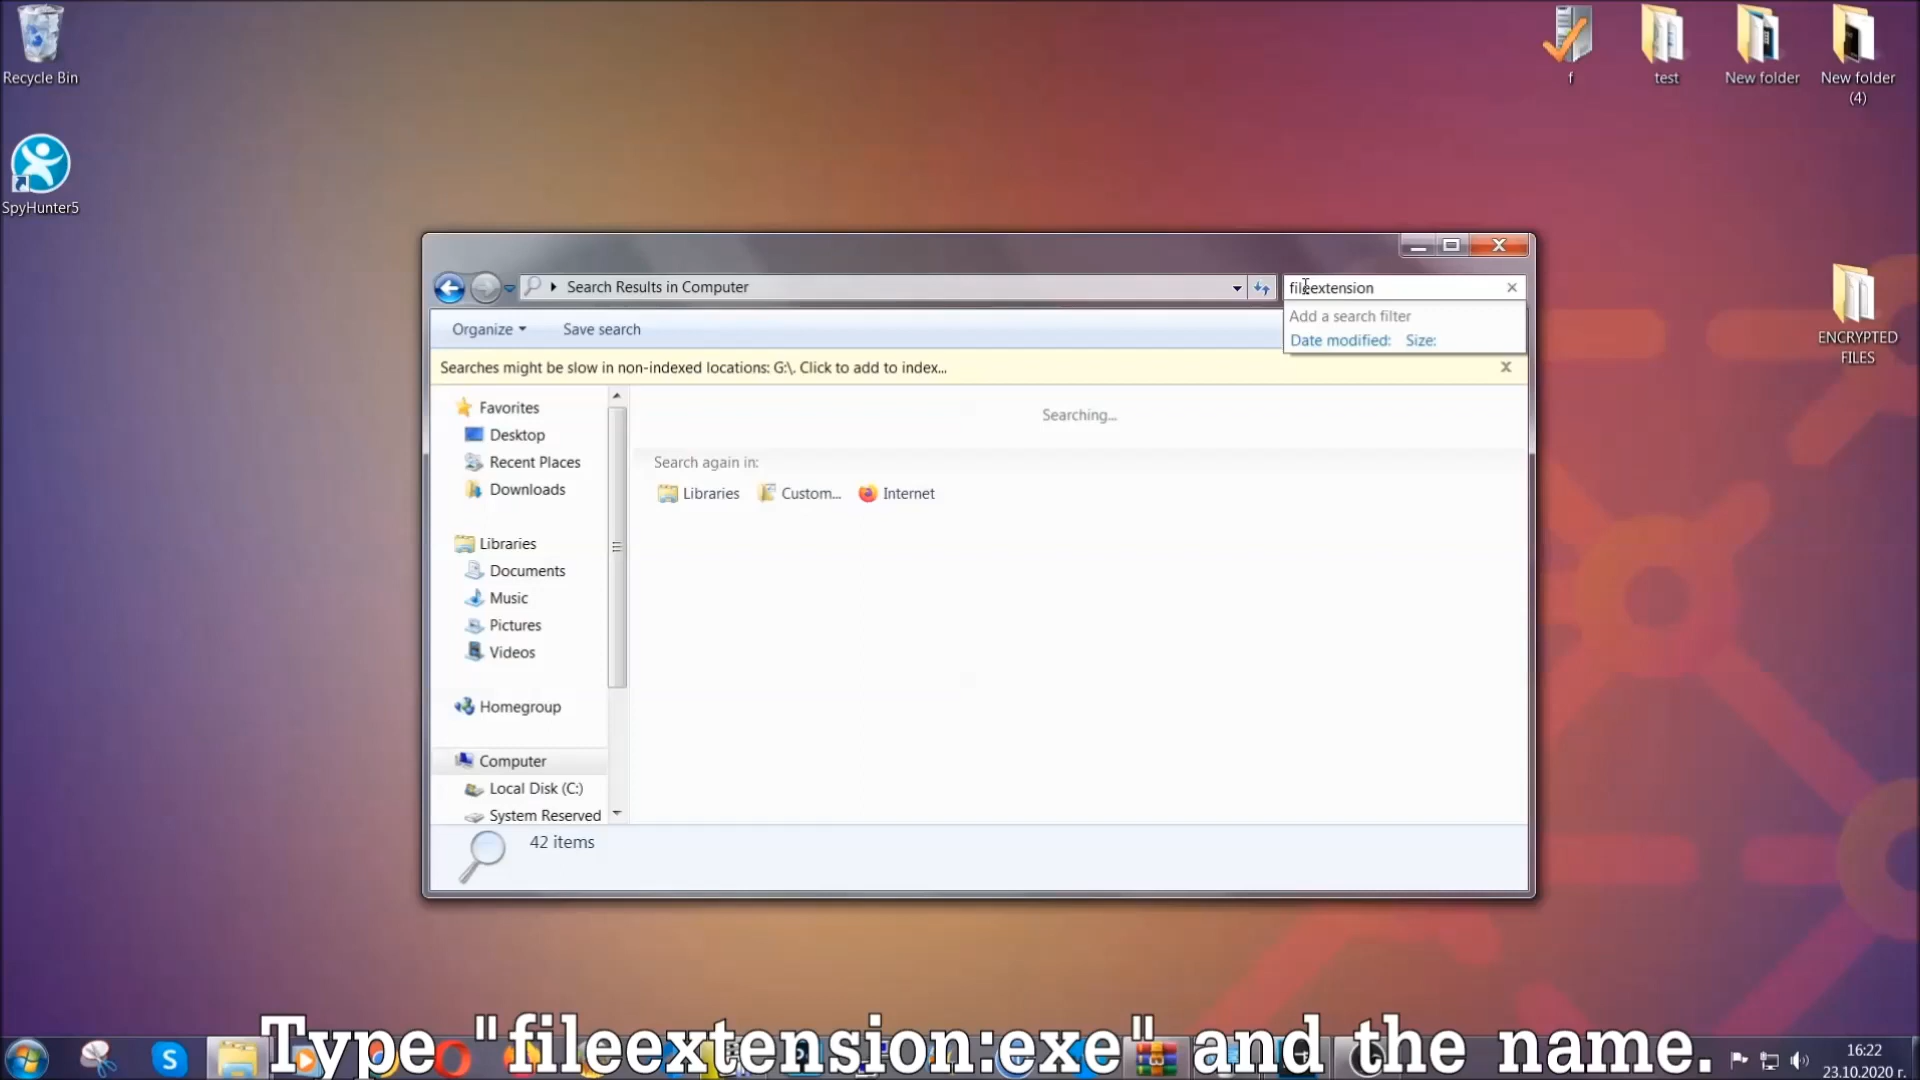 Recycle Bin
SpyHunter5
f
test
New folder
New folder
(4)
ENCRYPTED
FILES
Search Results in Computer
fileextension
Add a search filter
Date modified: Size:
Organize
Save search
Searches might be slow in non-indexed locations: G:\. Click to add to index...
Favorites
Desktop
Recent Places
Downloads
Libraries
Documents
Music
Pictures
Videos
Homegroup
Computer
Local Disk (C:)
System Reserved
Searching...
Search again in:
Libraries
Custom...
Internet
42 items
Type "fileextension:exe" and the name.
16:22
23.10.2020 г.